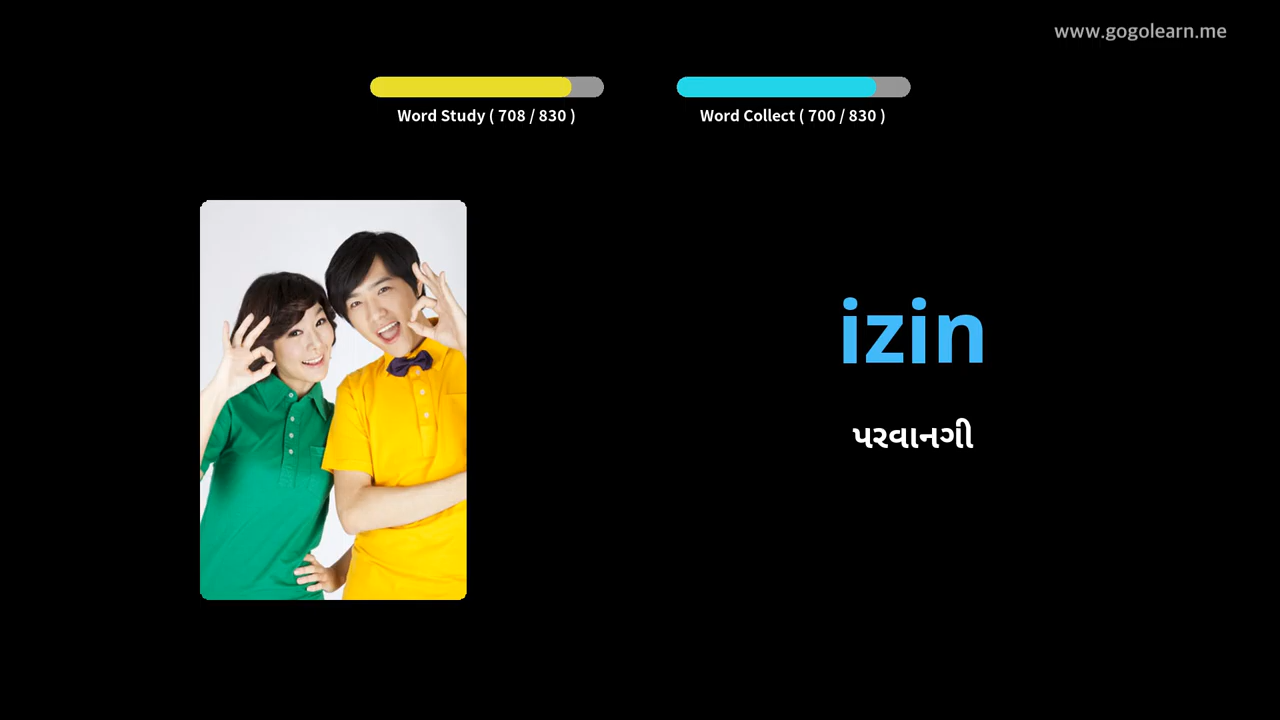 www.gogolearn.me
Word Study ( 708 / 830 )
Word Collect ( 700 / 830 )
izin
પરવાનગી